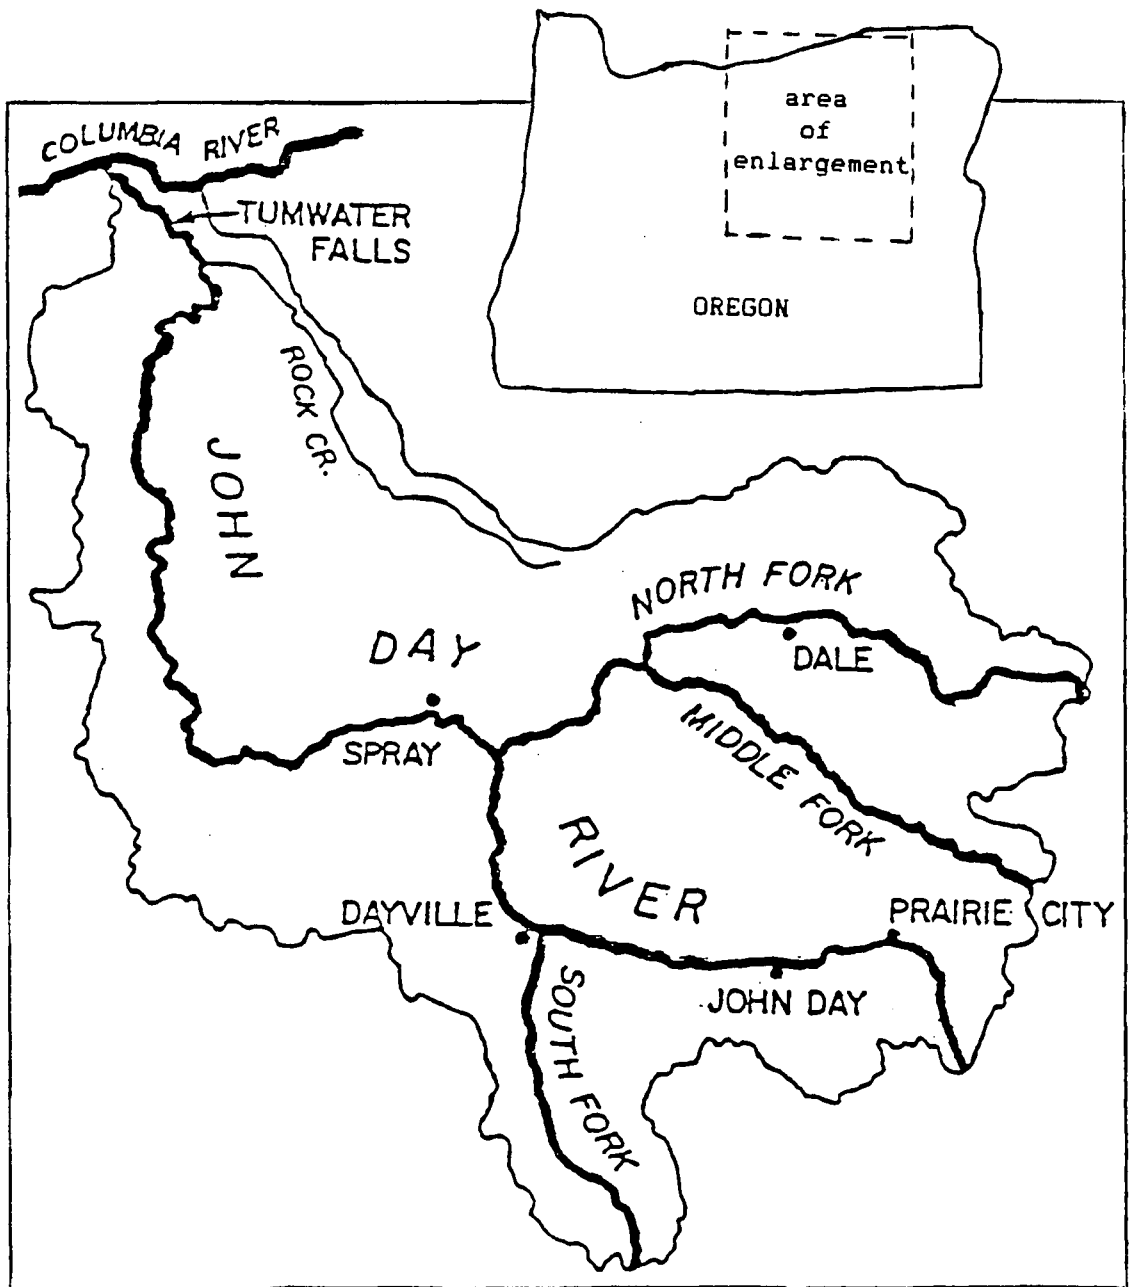 area
of
enlargement
OREGON
COLUMBIA RIVER
TUMWATER
FALLS
ROCK CR.
JOHN
DAY
RIVER
NORTH FORK
DALE
MIDDLE FORK
SPRAY
DAYVILLE
PRAIRIE CITY
JOHN DAY
SOUTH FORK